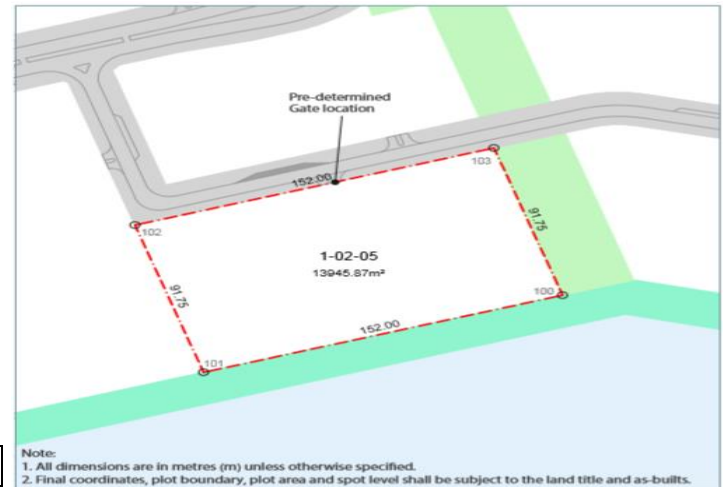 Pre-determined
Gate location
103
152.00
102
1-02-05
13945.87m²
91.75
91.75
100
152.00
101
Note:
1. All dimensions are in metres (m) unless otherwise specified.
2. Final coordinates, plot boundary, plot area and spot level shall be subject to the land title and as-builts.